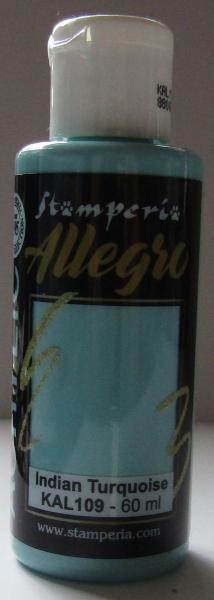 Stamperia
Allegro
Indian Turquoise
KAL109 - 60 ml
www.stamperia.com